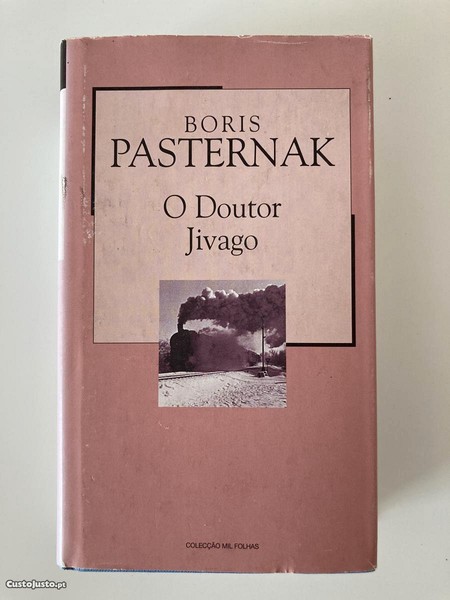 BORIS
PASTERNAK
O Doutor
Jivago
COLECÇÃO MIL FOLHAS
CustoJusto.pt